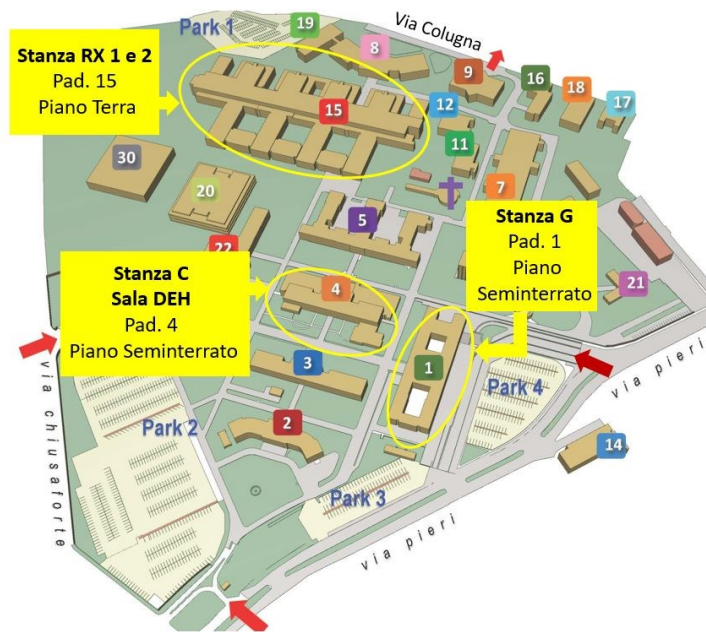 Park 1
19
Via Colugna
8
Stanza RX 1 e 2
Pad. 15
Piano Terra
9
16
18
17
15
12
11
30
20
7
5
Stanza G
Pad. 1
Piano
Seminterrato
22
Stanza C
Sala DEH
Pad. 4
Piano Seminterrato
4
21
3
1
Park 4
via pieri
via chiusaforte
Park 2
2
14
Park 3
via pieri